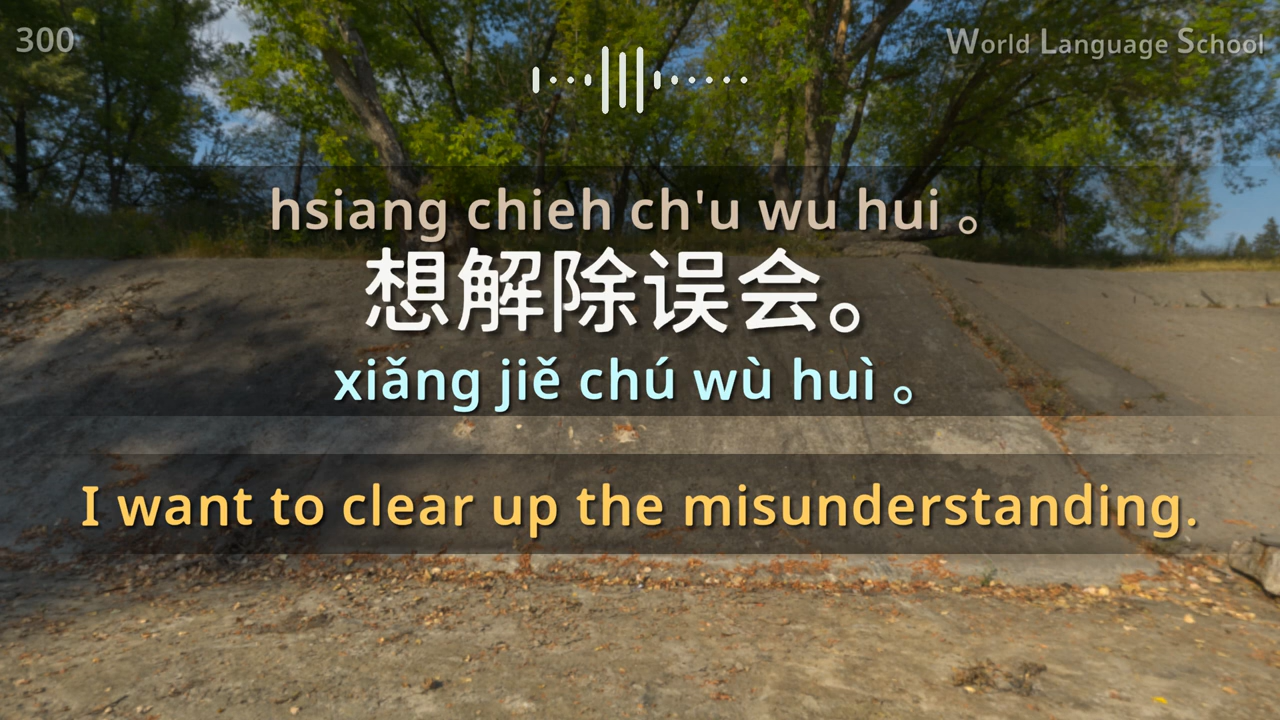 300
World Language School
hsiang chieh ch'u wu hui 。
想解除误会。
xiǎng jiě chú wù huì 。
I want to clear up the misunderstanding.